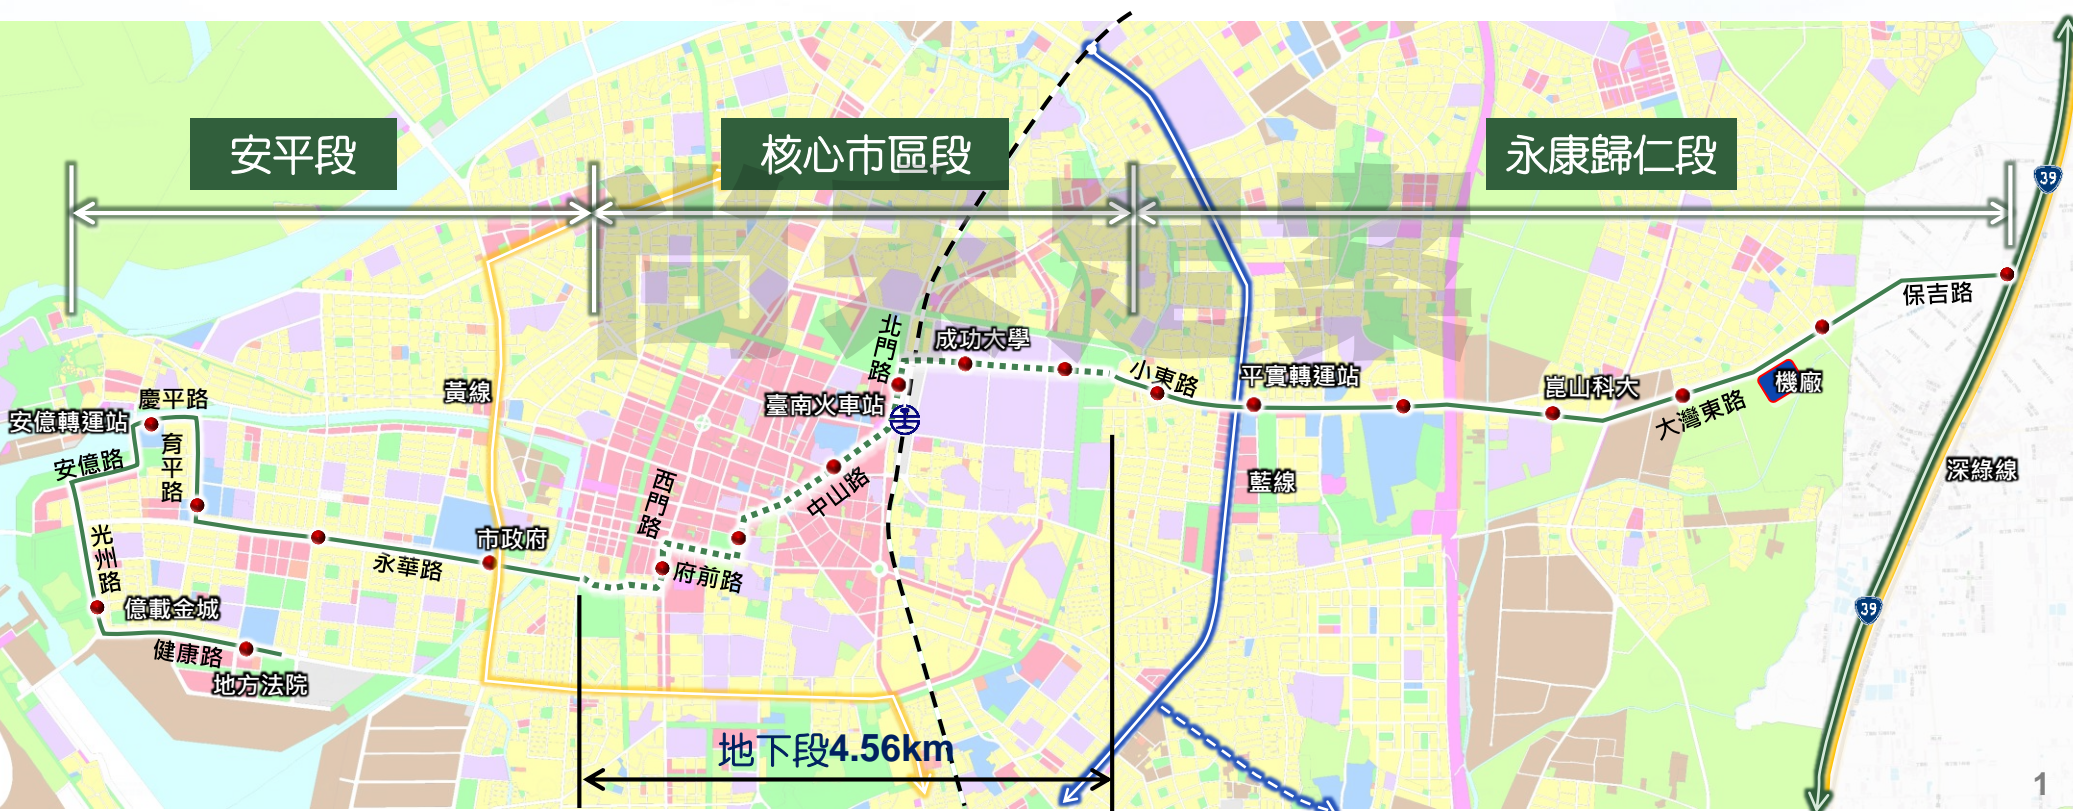 安平段
核心市區段
永康歸仁段
39
北門路
成功大學
保吉路
小東路
平實轉運站
崑山科大
機廠
黃線
慶平路
臺南火車站
安億轉運站
大灣東路
育平路
安億路
深綠線
西門路
中山路
藍線
光州路
市政府
永華路
府前路
億載金城
39
健康路
地方法院
地下段4.56km
1